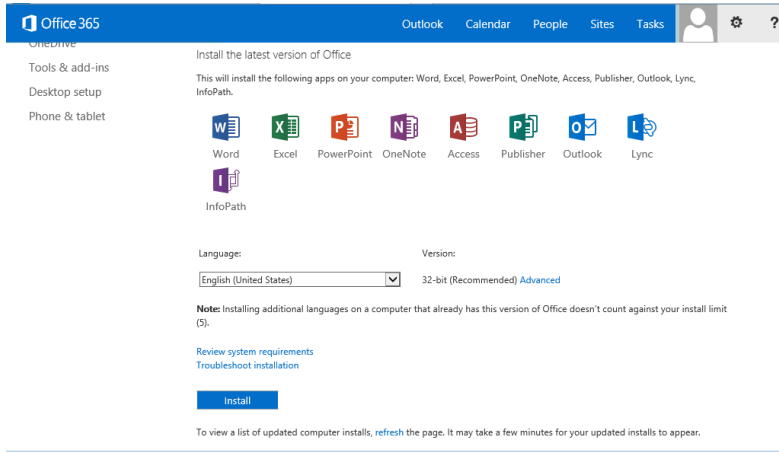 Office 365
Outlook Calendar People Sites Tasks ?
OneDrive
Tools & add-ins
Desktop setup
Phone & tablet
Install the latest version of Office
This will install the following apps on your computer: Word, Excel, PowerPoint, OneNote, Access, Publisher, Outlook, Lync,
InfoPath.
W X P N A P O L
Word Excel PowerPoint OneNote Access Publisher Outlook Lync
I
InfoPath
Language: Version:
English (United States) 32-bit (Recommended) Advanced
Note: Installing additional languages on a computer that already has this version of Office doesn't count against your install limit
(5).
Review system requirements
Troubleshoot installation
Install
To view a list of updated computer installs, refresh the page. It may take a few minutes for your updated installs to appear.